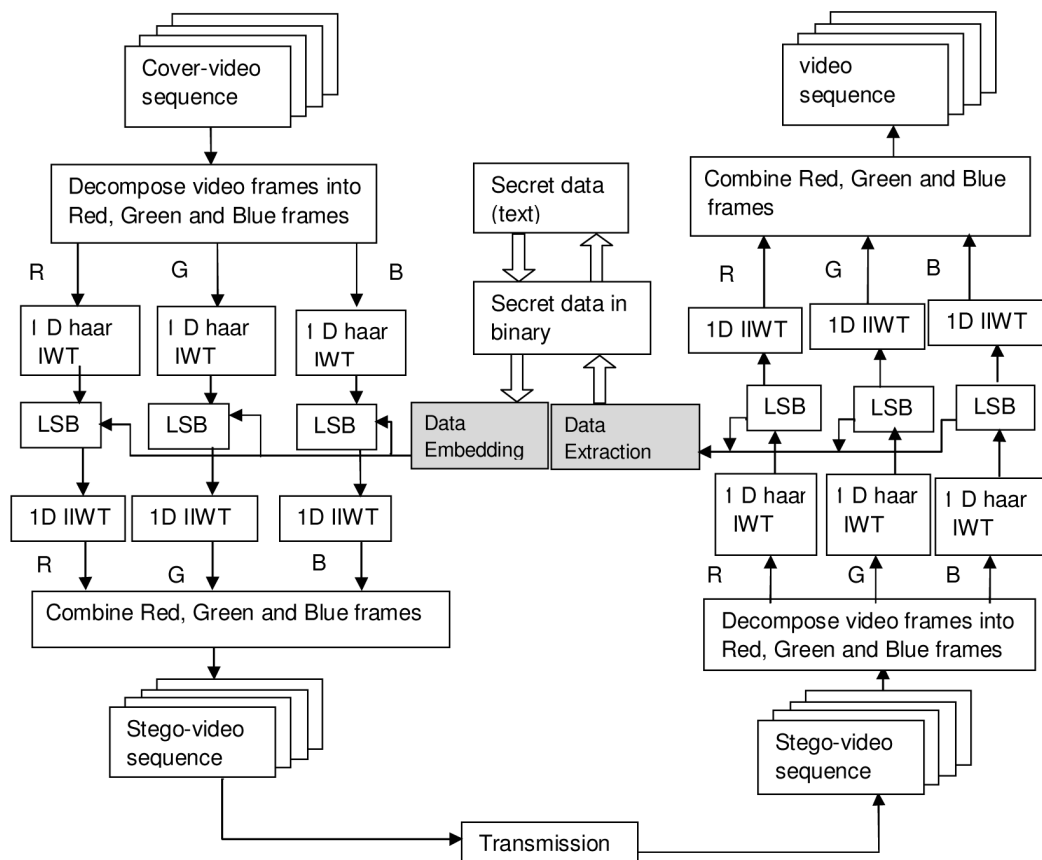 Cover-video
sequence
Decompose video frames into
Red, Green and Blue frames
R
G
B
I D haar
IWT
I D haar
IWT
1 D haar
IWT
LSB
LSB
LSB
1D IIWT
1D IIWT
1D IIWT
R
G
B
Combine Red, Green and Blue frames
Stego-video
sequence
Secret data
(text)
Secret data in
binary
Data
Embedding
Data
Extraction
Transmission
video
sequence
Combine Red, Green and Blue
frames
R
G
B
1D IIWT
1D IIWT
1D IIWT
LSB
LSB
LSB
1 D haar
IWT
1 D haar
IWT
1 D haar
IWT
R
G
B
Decompose video frames into
Red, Green and Blue frames
Stego-video
sequence